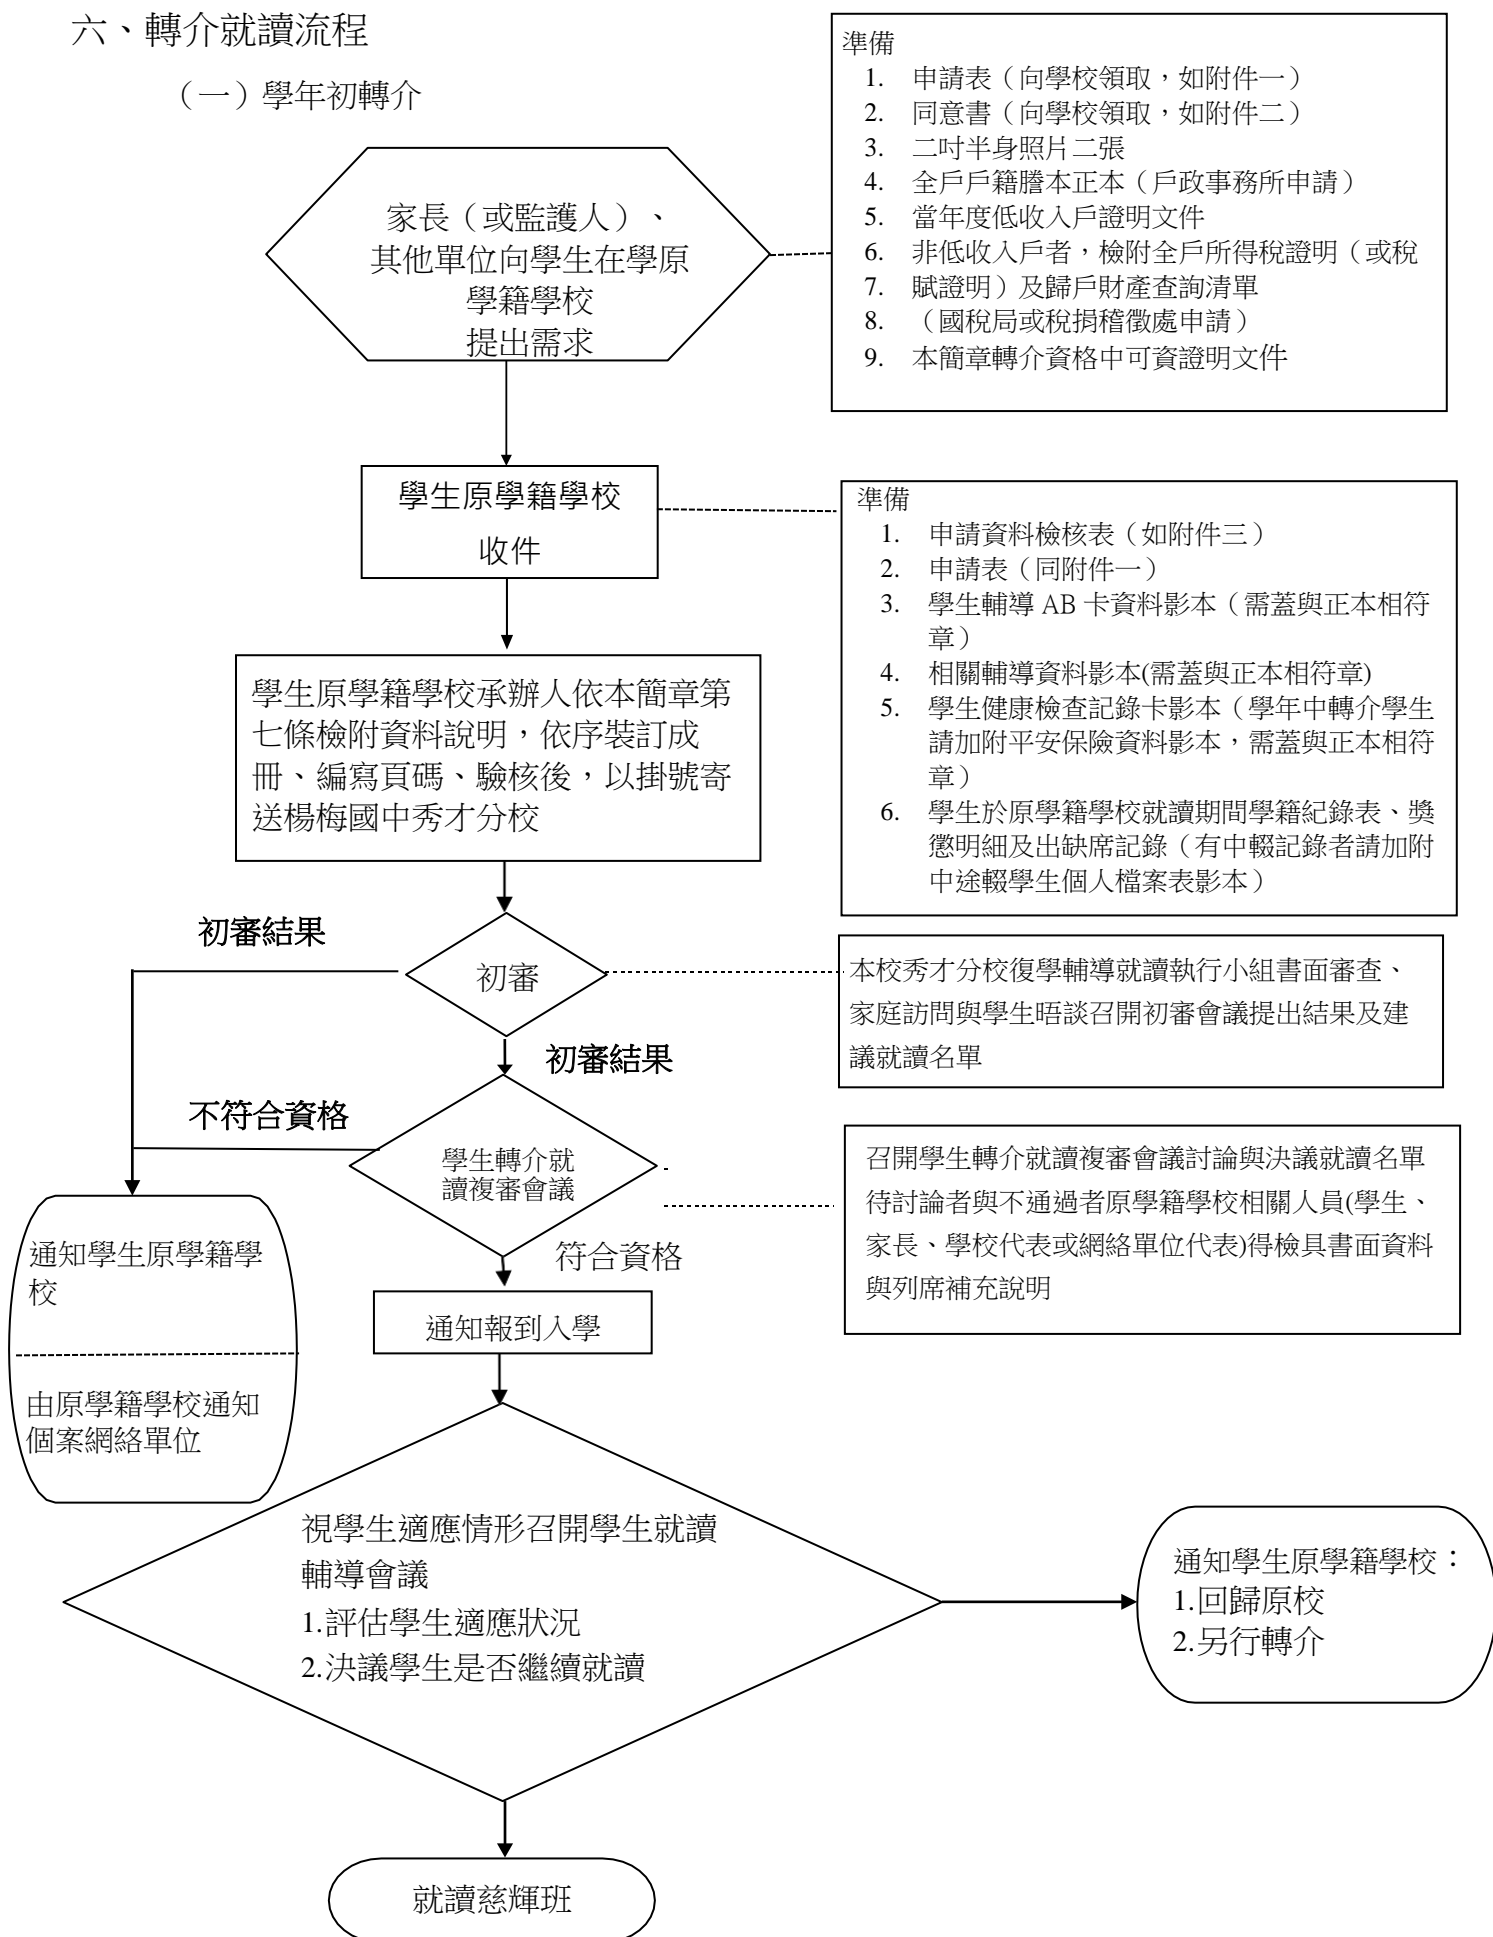 六、轉介就讀流程
（一）學年初轉介
準備
1. 申請表（向學校領取，如附件一）
2. 同意書（向學校領取，如附件二）
3. 二吋半身照片二張
4. 全戶戶籍謄本正本（戶政事務所申請）
5. 當年度低收入戶證明文件
6. 非低收入戶者，檢附全戶所得稅證明（或稅
7. 賦證明）及歸戶財產查詢清單
8. （國稅局或稅捐稽徵處申請）
9. 本簡章轉介資格中可資證明文件
家長（或監護人）、
其他單位向學生在學原
學籍學校
提出需求
學生原學籍學校
收件
準備
1. 申請資料檢核表（如附件三）
2. 申請表（同附件一）
3. 學生輔導 AB 卡資料影本（需蓋與正本相符
章）
4. 相關輔導資料影本(需蓋與正本相符章)
5. 學生健康檢查記錄卡影本（學年中轉介學生
請加附平安保險資料影本，需蓋與正本相符
章）
6. 學生於原學籍學校就讀期間學籍紀錄表、獎
懲明細及出缺席記錄（有中輟記錄者請加附
中途輟學生個人檔案表影本）
學生原學籍學校承辦人依本簡章第
七條檢附資料說明，依序裝訂成
冊、編寫頁碼、驗核後，以掛號寄
送楊梅國中秀才分校
初審結果
初審
本校秀才分校復學輔導就讀執行小組書面審查、
家庭訪問與學生晤談召開初審會議提出結果及建
議就讀名單
初審結果
不符合資格
學生轉介就
讀複審會議
召開學生轉介就讀複審會議討論與決議就讀名單
待討論者與不通過者原學籍學校相關人員(學生、
家長、學校代表或網絡單位代表)得檢具書面資料
與列席補充說明
符合資格
通知學生原學籍學
校
由原學籍學校通知
個案網絡單位
通知報到入學
視學生適應情形召開學生就讀
輔導會議
1.評估學生適應狀況
2.決議學生是否繼續就讀
通知學生原學籍學校：
1.回歸原校
2.另行轉介
就讀慈輝班